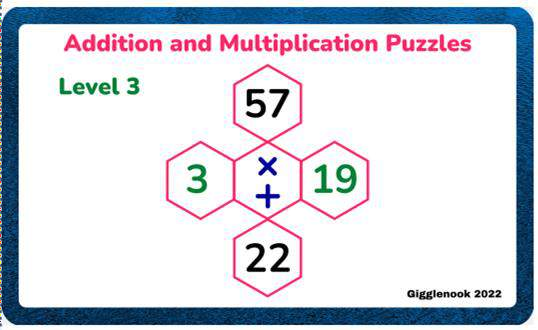 Addition and Multiplication Puzzles
Level 3
57
3 × 19
+
22
Gigglenook 2022